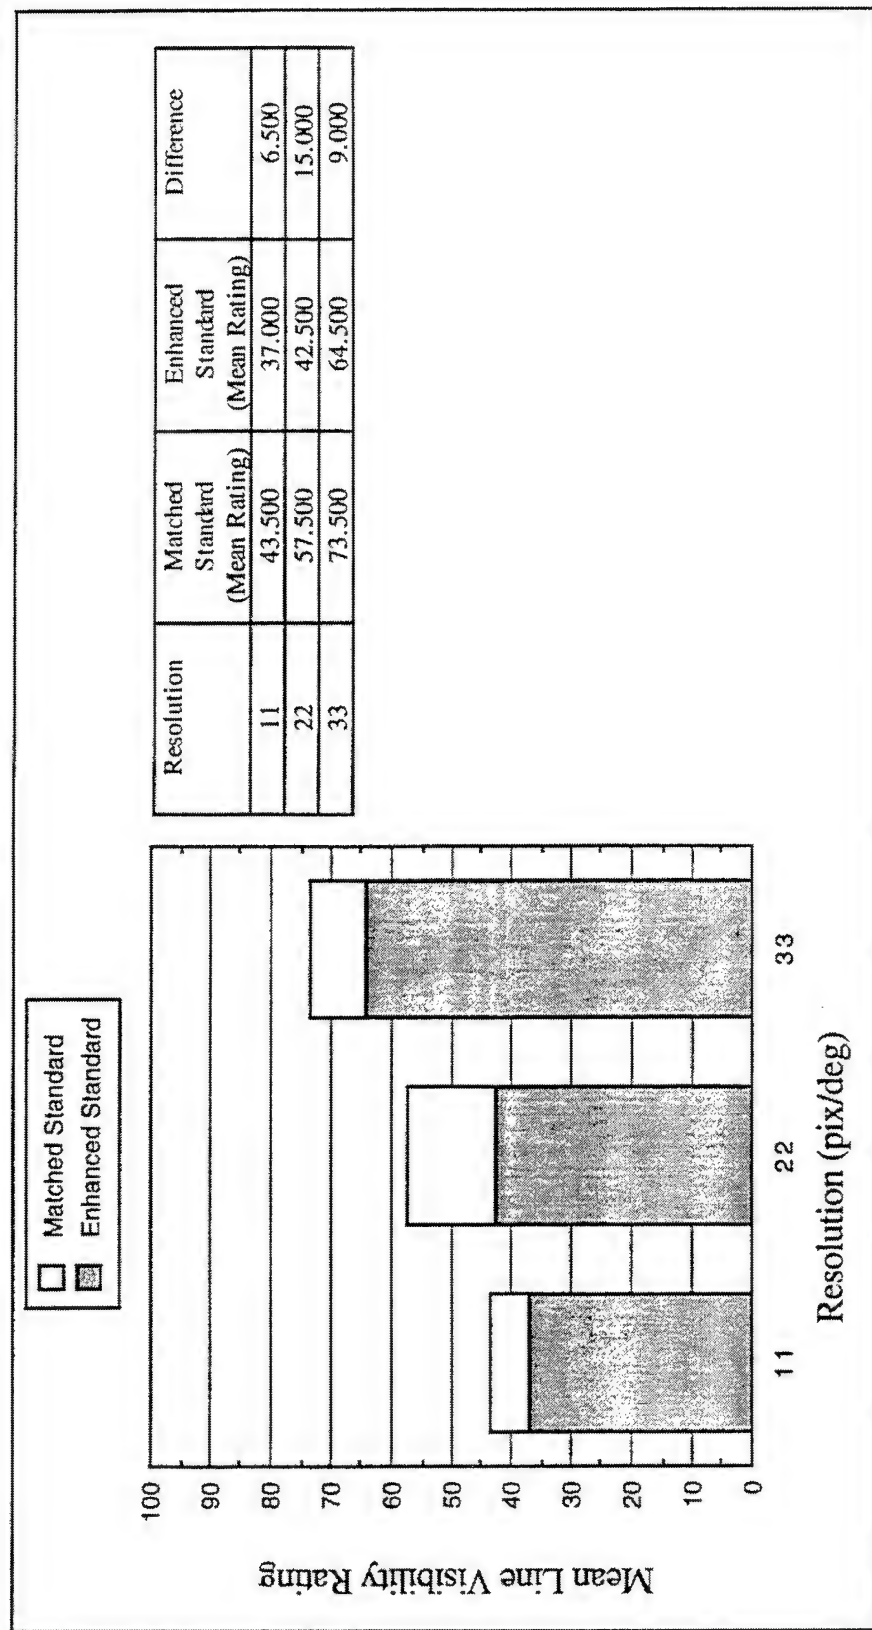 Matched Standard
Enhanced Standard
Mean Line Visibility Rating
100
90
80
70
60
50
40
30
20
10
0
11
22
33
Resolution (pix/deg)
Resolution Matched Standard (Mean Rating) Enhanced Standard (Mean Rating) Difference
11 43.500 37.000 6.500
22 57.500 42.500 15.000
33 73.500 64.500 9.000